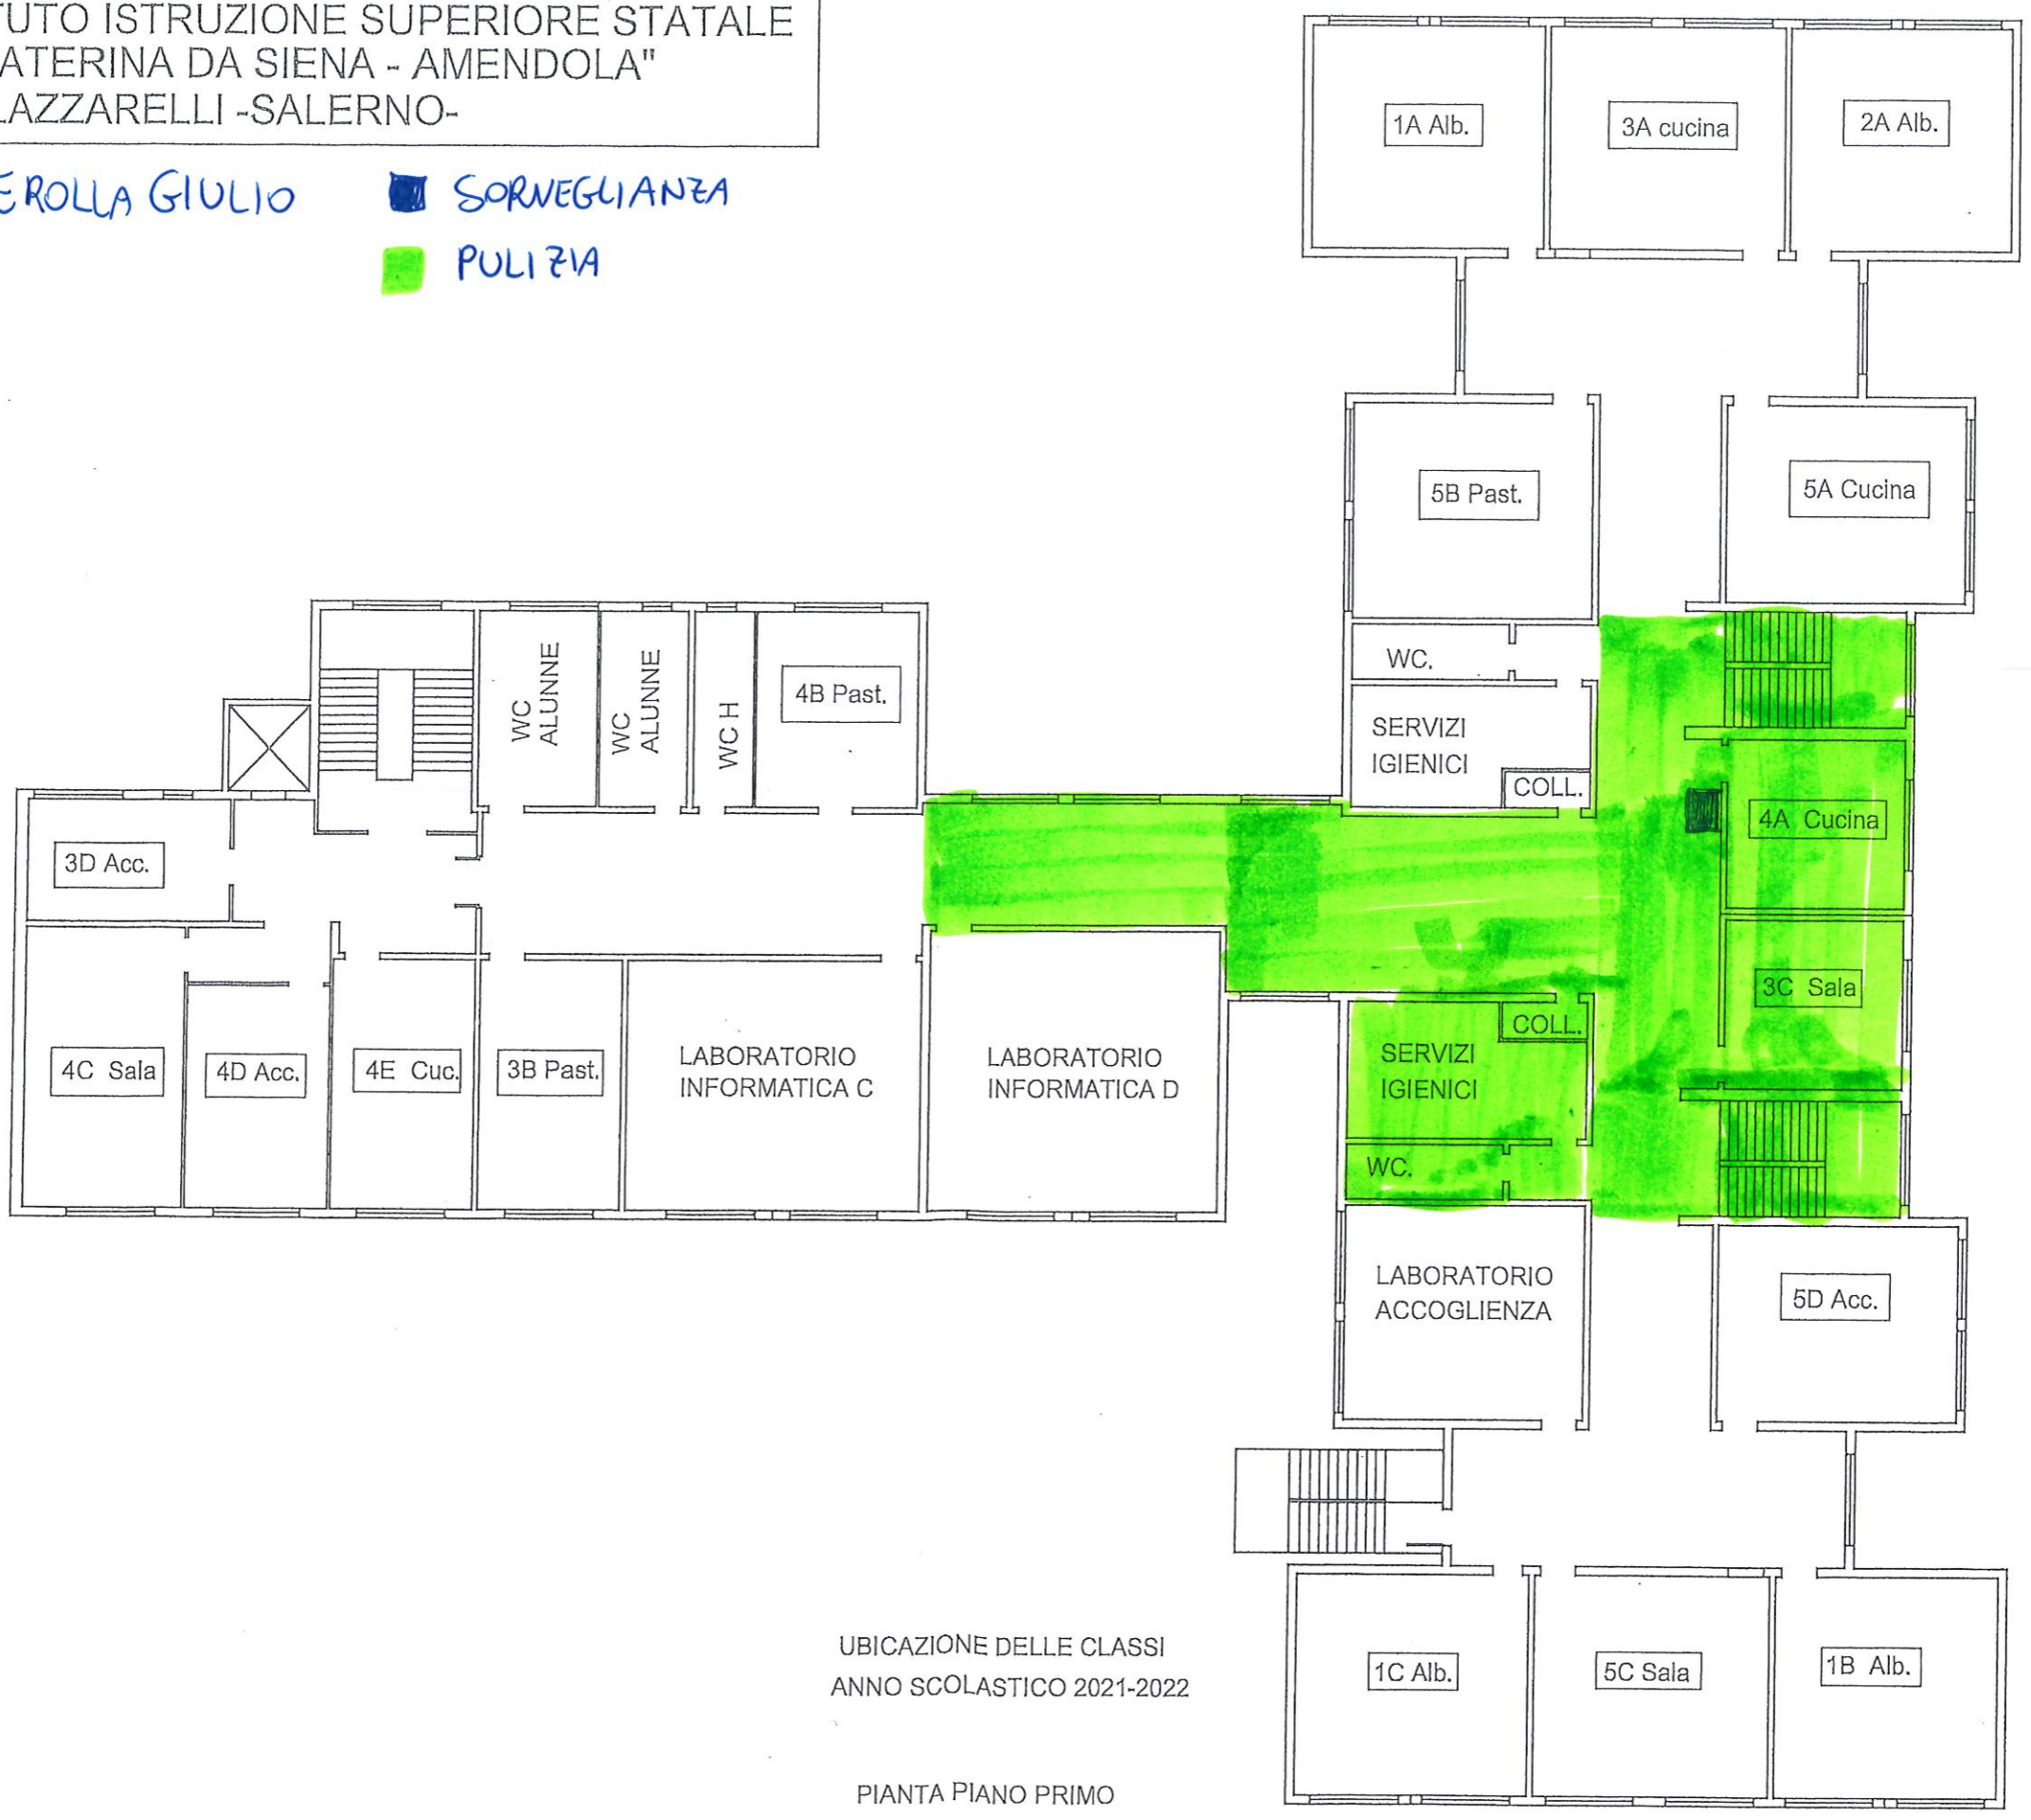 TUTO ISTRUZIONE SUPERIORE STATALE
ATERINA DA SIENA - AMENDOLA"
LAZZARELLI -SALERNO-
EROLLA GIULIO
SORVEGLIANZA
PULIZIA
1A Alb.
3A cucina
2A Alb.
5B Past.
5A Cucina
WC.
SERVIZI
IGIENICI
COLL.
WC
ALUNNE
WC
ALUNNE
WC H
4B Past.
4A Cucina
3D Acc.
3C Sala
4C Sala
4D Acc.
4E Cuc.
3B Past.
LABORATORIO
INFORMATICA C
LABORATORIO
INFORMATICA D
COLL.
SERVIZI
IGIENICI
WC.
LABORATORIO
ACCOGLIENZA
5D Acc.
1C Alb.
5C Sala
1B Alb.
UBICAZIONE DELLE CLASSI
ANNO SCOLASTICO 2021-2022
PIANTA PIANO PRIMO